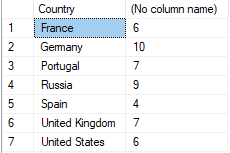 Country (No column name)
1 France 6
2 Germany 10
3 Portugal 7
4 Russia 9
5 Spain 4
6 United Kingdom 7
7 United States 6